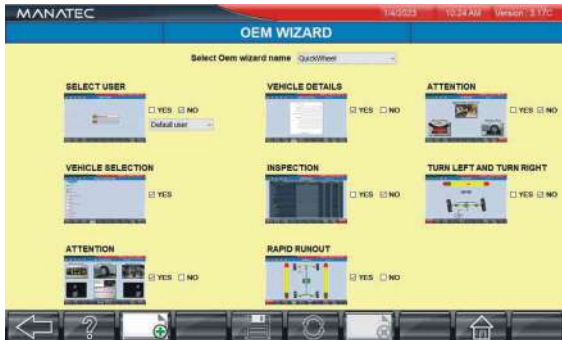 MANATEC
1/4/2023 10:24 AM Version : 3.17C
OEM WIZARD
Select Oem wizard name QuickWheel
SELECT USER
YES NO
Default user
VEHICLE DETAILS
YES NO
ATTENTION
YES NO
VEHICLE SELECTION
YES
INSPECTION
YES NO
TURN LEFT AND TURN RIGHT
YES NO
ATTENTION
YES NO
RAPID RUNOUT
YES NO